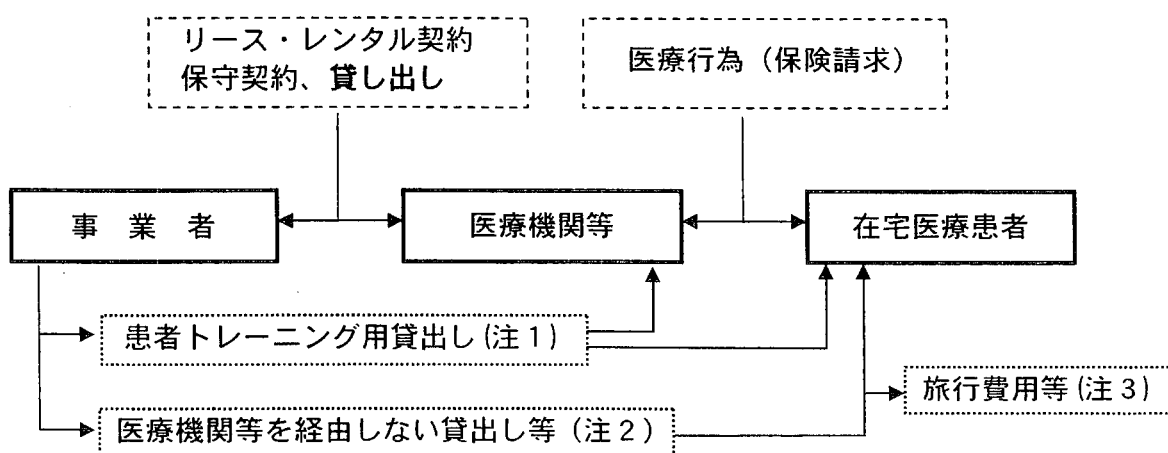 リース・レンタル契約
保守契約、貸し出し
医療行為（保険請求）
事　業　者
医療機関等
在宅医療患者
患者トレーニング用貸出し(注１)
旅行費用等(注３)
医療機関等を経由しない貸出し等（注２）